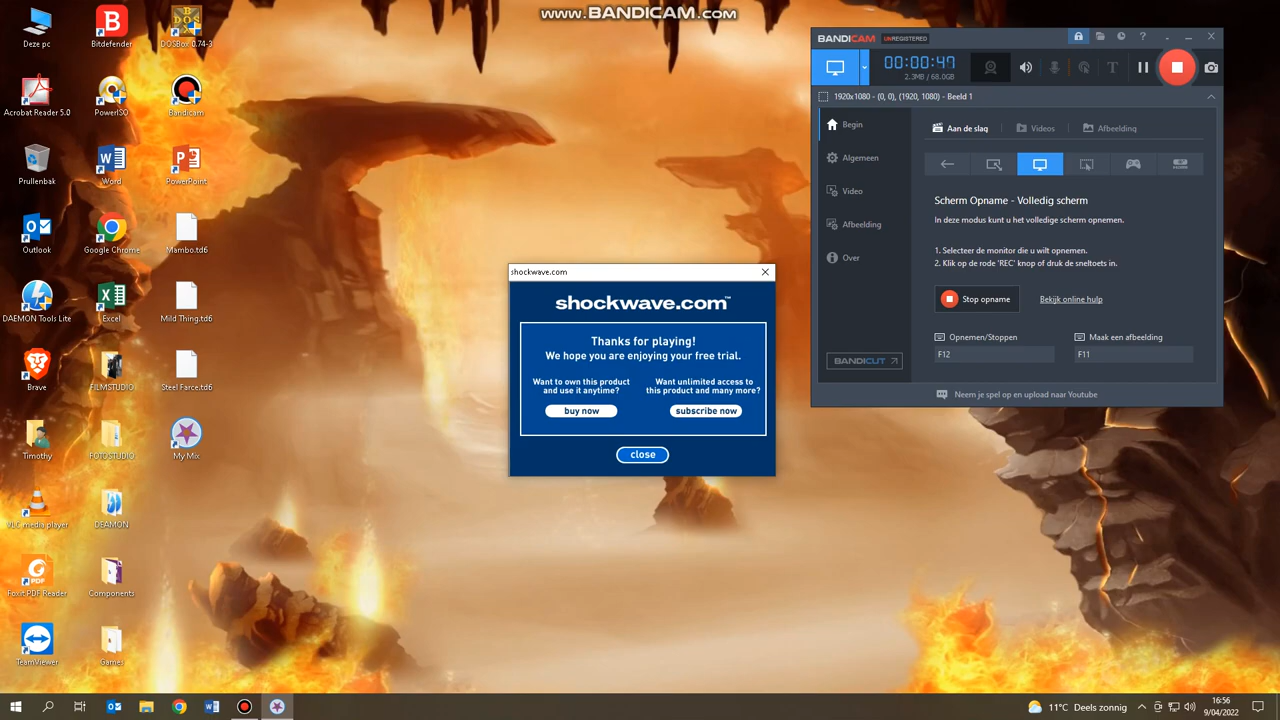 www.BANDICAM.com
Deze pc
Bitdefender
DOSBox 0.74-3
Acrobat Reader 5.0
PowerISO
Bandicam
Prullenbak
Word
PowerPoint
Outlook
Google Chrome
Mambo.td6
DAEMON Tools Lite
Excel
Mild Thing.td6
Brave
FILMSTUDIO
Steel Farce.td6
Timothy
FOTOSTUDIO
My Mix
VLC media player
DEAMON
Foxit PDF Reader
Components
TeamViewer
Games
BANDICAM UNREGISTERED
00:00:47
2.3MB / 68.0GB
1920x1080 - (0, 0), (1920, 1080) - Beeld 1
Begin
Algemeen
Video
Afbeelding
Over
BANDICUT
Aan de slag
Videos
Afbeelding
Scherm Opname - Volledig scherm
In deze modus kunt u het volledige scherm opnemen.
1. Selecteer de monitor die u wilt opnemen.
2. Klik op de rode 'REC' knop of druk de sneltoets in.
Stop opname
Bekijk online hulp
Opnemen/Stoppen
Maak een afbeelding
F12
F11
Neem je spel op en upload naar Youtube
shockwave.com
shockwave.com™
Thanks for playing!
We hope you are enjoying your free trial.
Want to own this product
and use it anytime?
buy now
Want unlimited access to
this product and many more?
subscribe now
close
11°C Deels zonnig
16:56
9/04/2022